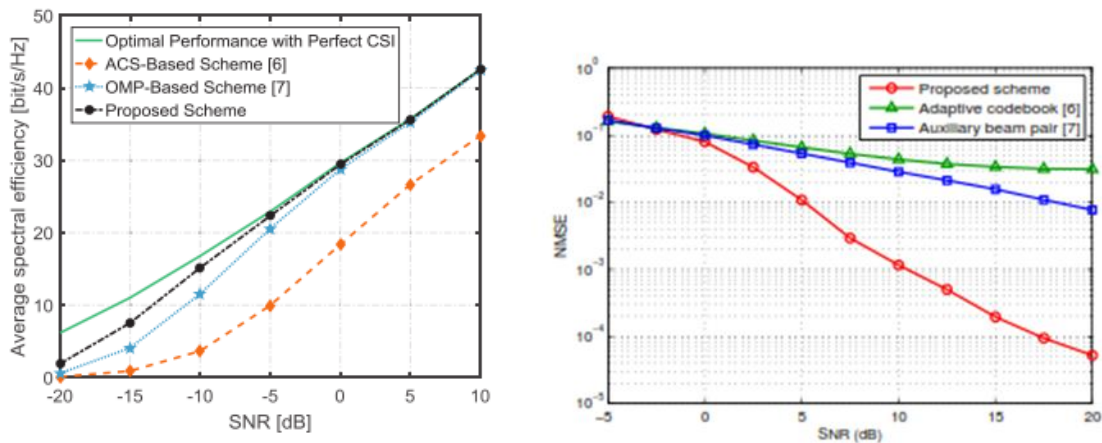 50
40
30
20
10
0
Average spectral efficiency [bit/s/Hz]
Optimal Performance with Perfect CSI
ACS-Based Scheme [6]
OMP-Based Scheme [7]
Proposed Scheme
-20 -15 -10 -5 0 5 10
SNR [dB]
10^0
10^-1
10^-2
10^-3
10^-4
10^-5
NMSE
Proposed scheme
Adaptive codebook [6]
Auxiliary beam pair [7]
-5 0 5 10 15 20
SNR (dB)